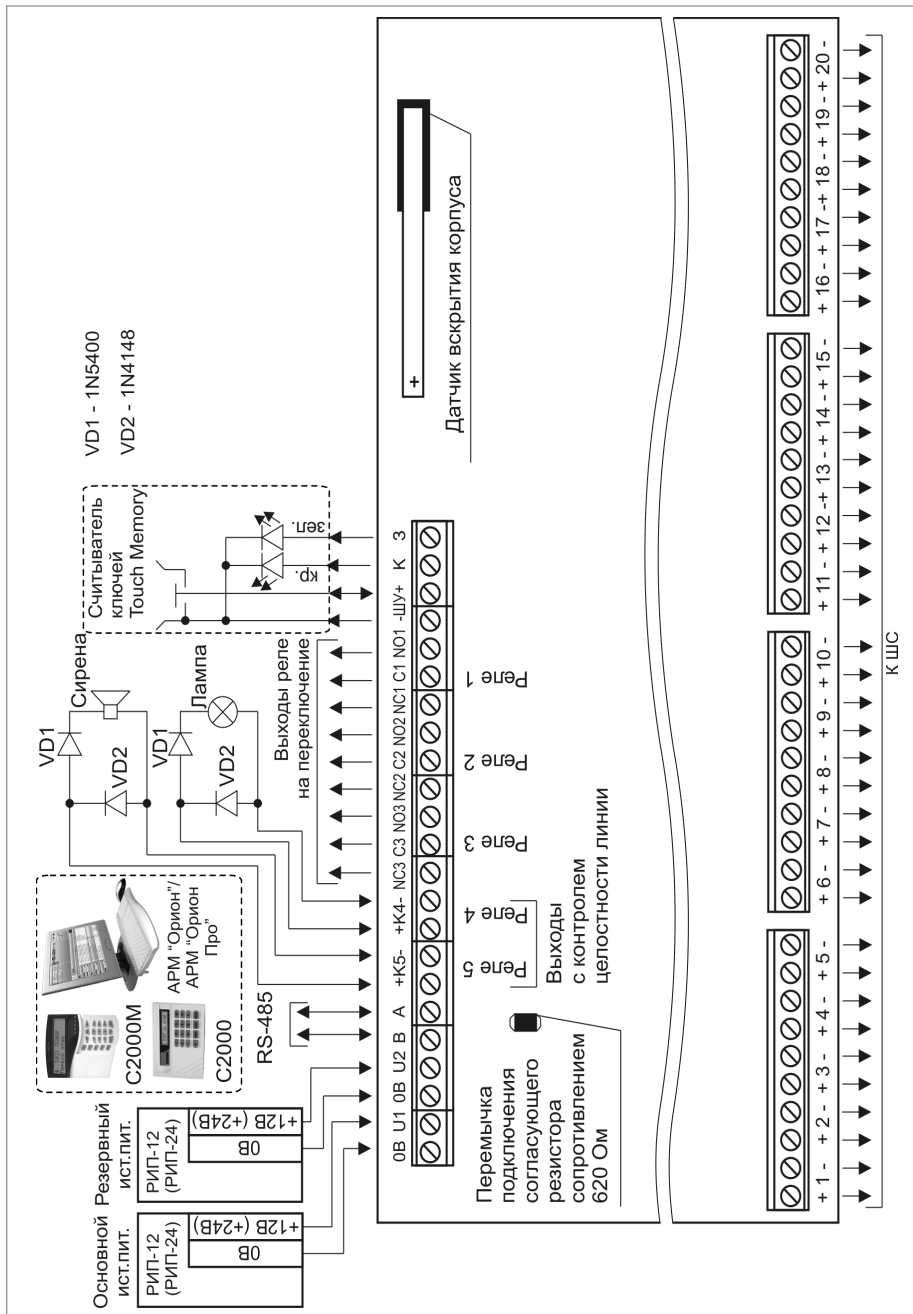 Основной
ист.пит.
РИП-12
(РИП-24)
0В
+12В (+24В)
Резервный
ист.пит.
РИП-12
(РИП-24)
0В
+12В (+24В)
С2000М
С2000
АРМ “Орион”/
АРМ “Орион
Про”
RS-485
VD1
VD2
Сирена
VD1
VD2
Лампа
Выходы реле
на переключение
Считыватель
ключей
Touch Memory
кр.
зел.
VD1 - 1N5400
VD2 - 1N4148
0В U1 0В U2 B A +К5- +К4- NC3 C3 NO3 NC2 C2 NO2 NC1 C1 NO1 -ШУ+ К З
Реле 5
Реле 4
Реле 3
Реле 2
Реле 1
Выходы
с контролем
целостности линии
Перемычка
подключения
согласующего
резистора
сопротивлением
620 Ом
+
Датчик вскрытия корпуса
+ 1 - + 2 - + 3 - + 4 - + 5 -
+ 6 - + 7 - + 8 - + 9 - + 10 -
+ 11 - + 12 - + 13 - + 14 - + 15 -
+ 16 - + 17 - + 18 - + 19 - + 20 -
К ШС